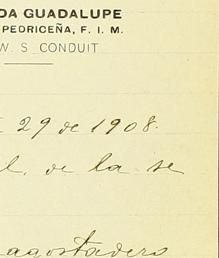 DA GUADALUPE
PEDRICEÑA, F. I. M.
W. S. CONDUIT
29 de 1908.
l. de la se
agostadero